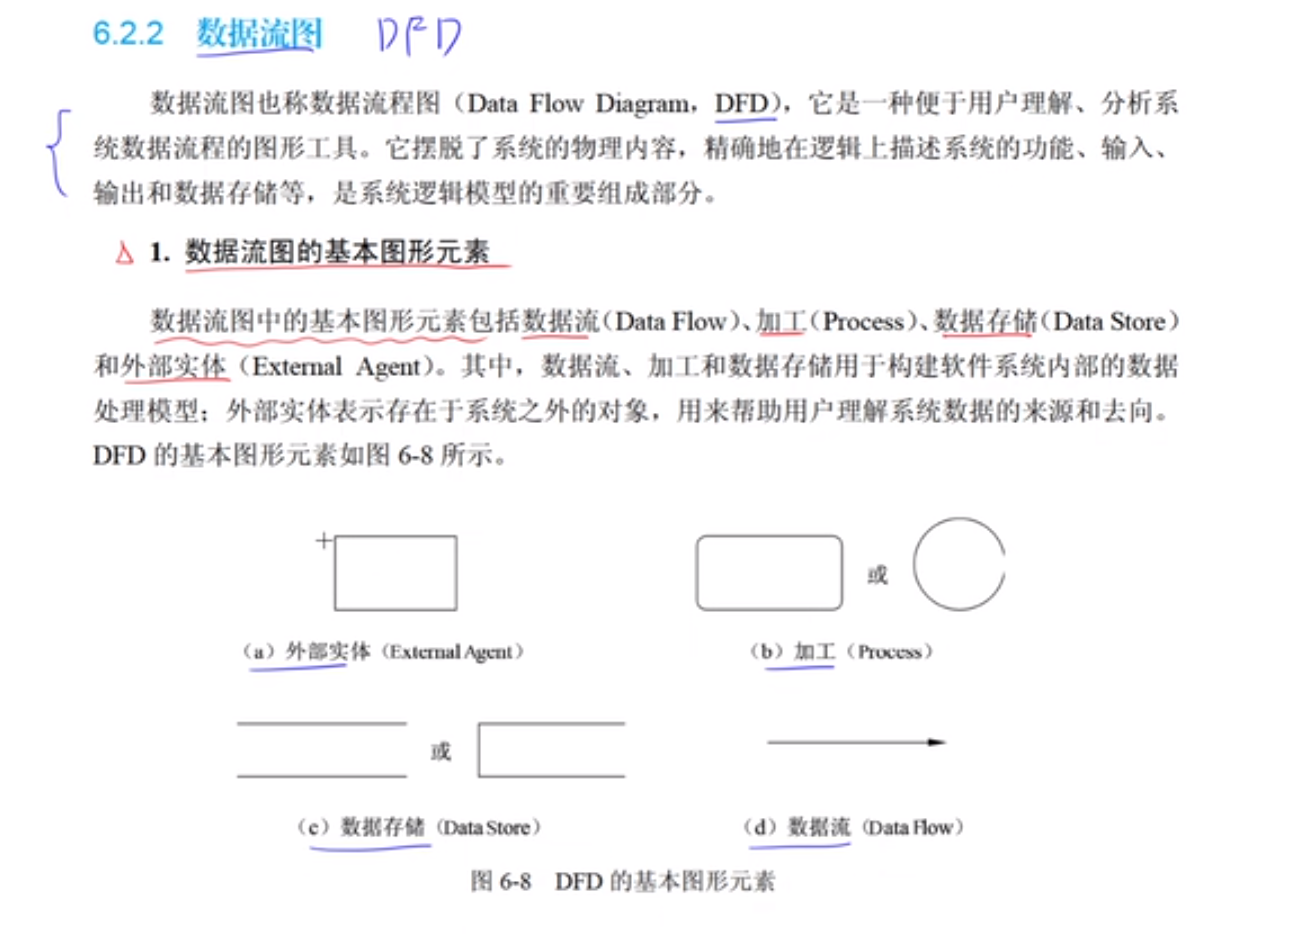 6.2.2 数据流图 DFD
数据流图也称数据流程图（Data Flow Diagram，DFD），它是一种便于用户理解、分析系
统数据流程的图形工具。它摆脱了系统的物理内容，精确地在逻辑上描述系统的功能、输入、
输出和数据存储等，是系统逻辑模型的重要组成部分。
1. 数据流图的基本图形元素
数据流图中的基本图形元素包括数据流（Data Flow）、加工（Process）、数据存储（Data Store）
和外部实体（External Agent）。其中，数据流、加工和数据存储用于构建软件系统内部的数据
处理模型；外部实体表示存在于系统之外的对象，用来帮助用户理解系统数据的来源和去向。
DFD 的基本图形元素如图 6-8 所示。
或
（a）外部实体（External Agent） （b）加工（Process）
或
（c）数据存储（Data Store） （d）数据流（Data Flow）
图 6-8 DFD 的基本图形元素